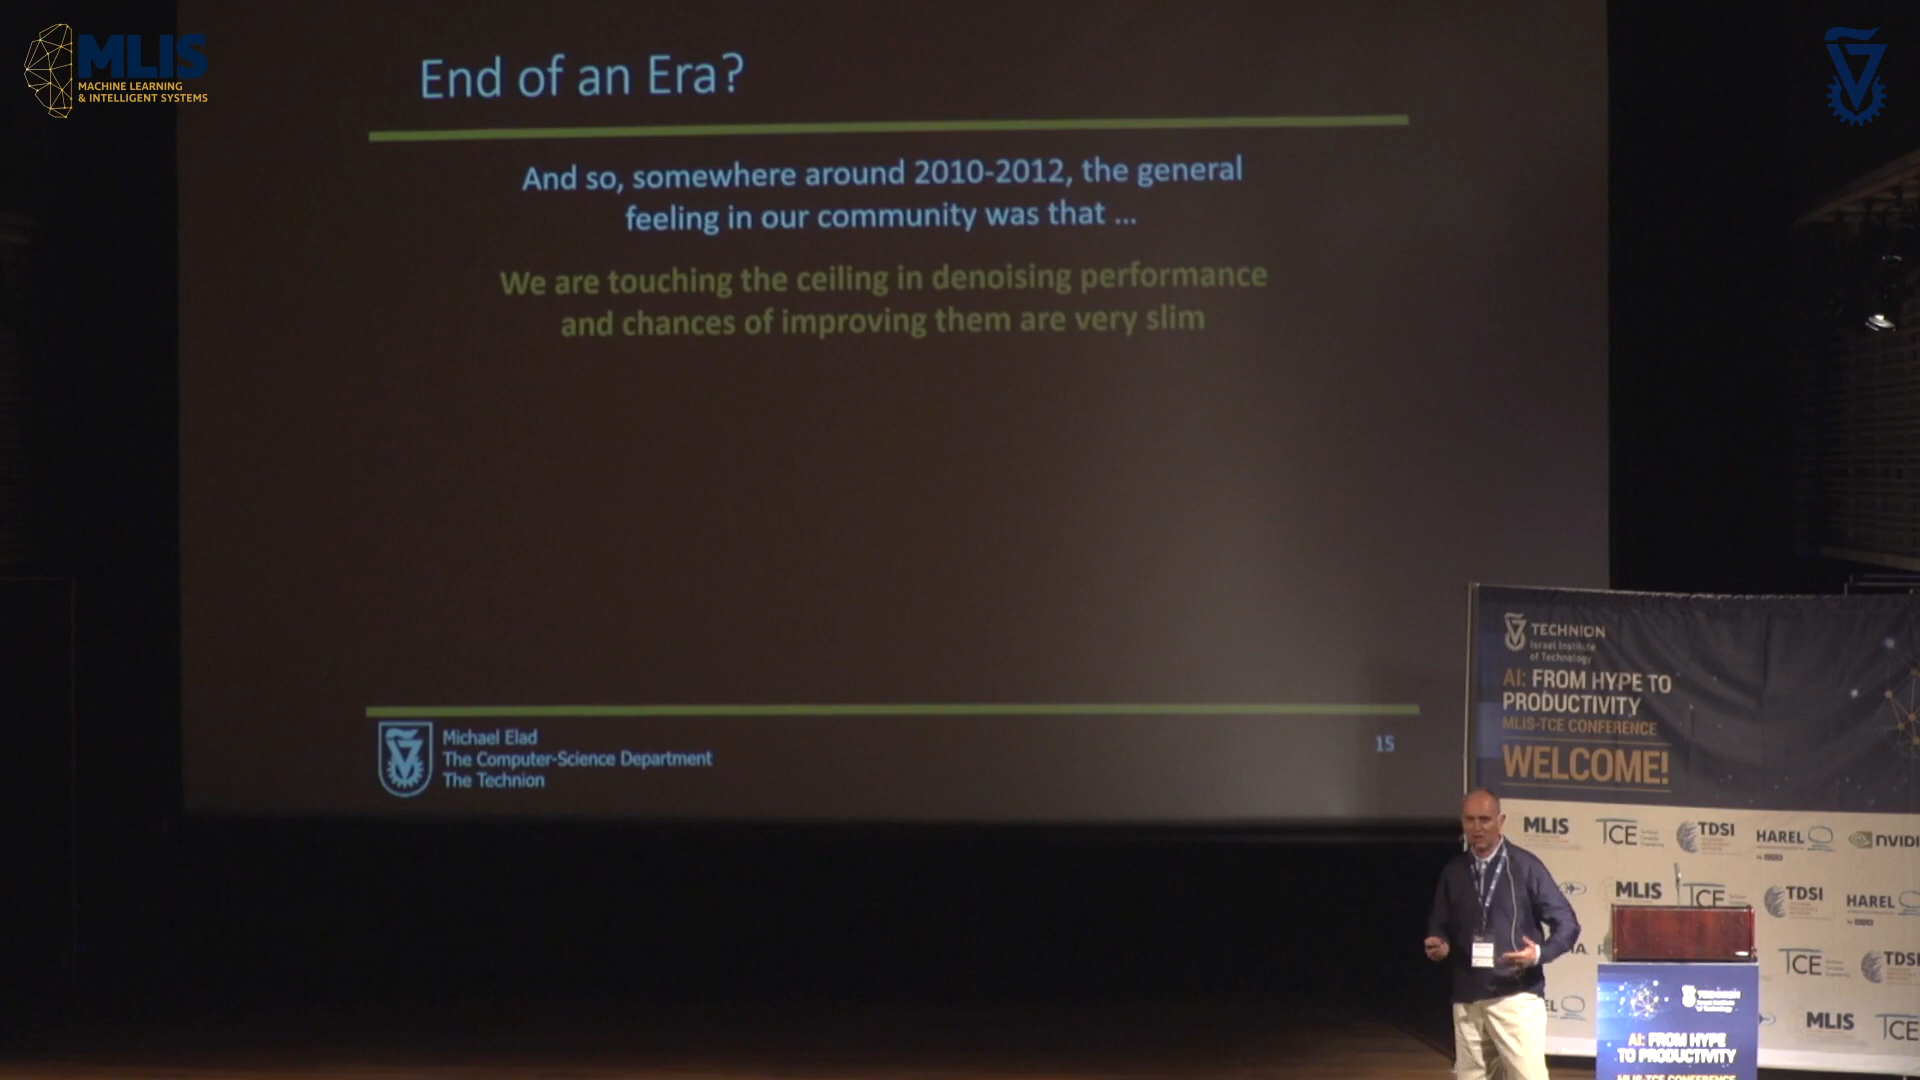 MLIS
MACHINE LEARNING
& INTELLIGENT SYSTEMS
End of an Era?
And so, somewhere around 2010-2012, the general
feeling in our community was that ...
We are touching the ceiling in denoising performance
and chances of improving them are very slim
Michael Elad
The Computer-Science Department
The Technion
15
TECHNION
Israel Institute
of Technology
AI: FROM HYPE TO
PRODUCTIVITY
MLIS-TCE CONFERENCE
WELCOME!
MLIS TCE TDSI HAREL NVIDI
MLIS TCE TDSI HAREL
TCE TDSI
MLIS TCE
TECHNION
AI: FROM HYPE
TO PRODUCTIVITY
MLIS-TCE CONFERENCE